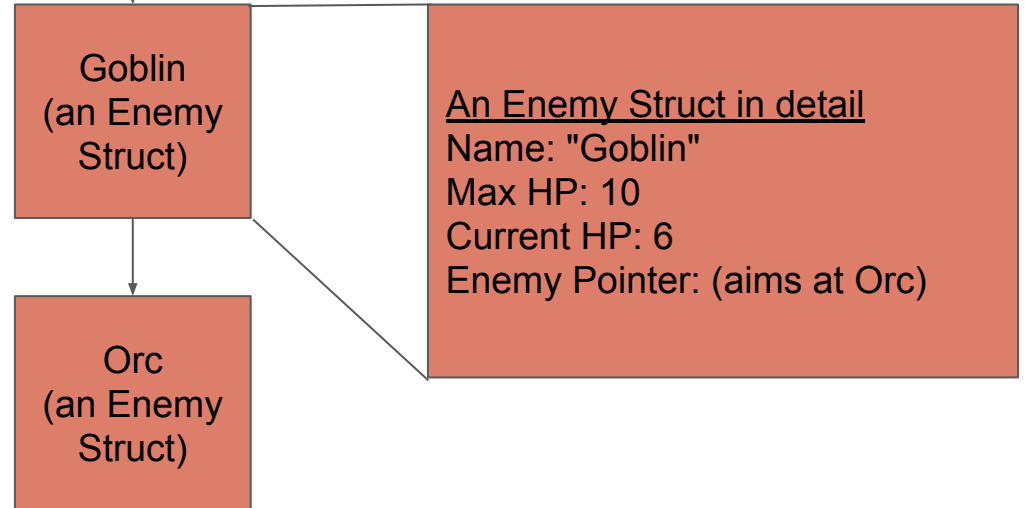 Goblin
(an Enemy
Struct)
An Enemy Struct in detail
Name: "Goblin"
Max HP: 10
Current HP: 6
Enemy Pointer: (aims at Orc)
Orc
(an Enemy
Struct)